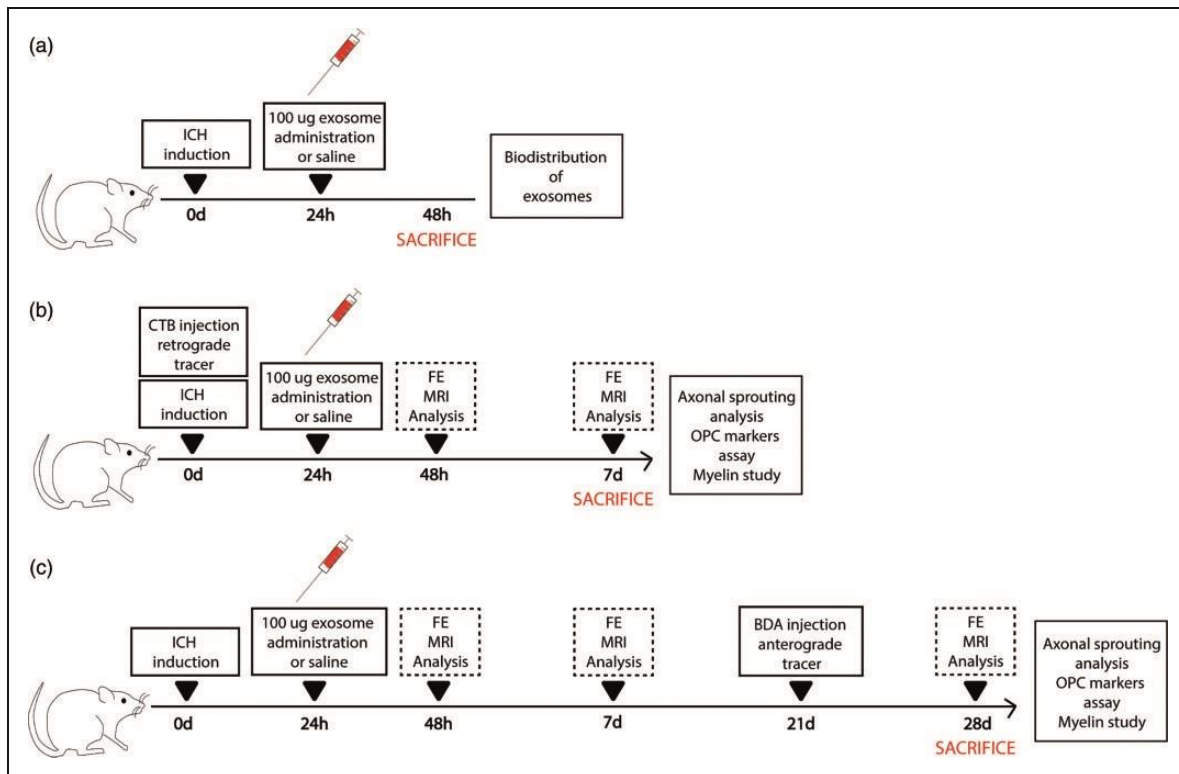 (a)
ICH
induction
100 ug exosome
administration
or saline
Biodistribution
of
exosomes
0d
24h
48h
SACRIFICE
(b)
CTB injection
retrograde
tracer
ICH
induction
100 ug exosome
administration
or saline
FE
MRI
Analysis
FE
MRI
Analysis
Axonal sprouting
analysis
OPC markers
assay
Myelin study
0d
24h
48h
7d
SACRIFICE
(c)
ICH
induction
100 ug exosome
administration
or saline
FE
MRI
Analysis
FE
MRI
Analysis
BDA injection
anterograde
tracer
FE
MRI
Analysis
Axonal sprouting
analysis
OPC markers
assay
Myelin study
0d
24h
48h
7d
21d
28d
SACRIFICE